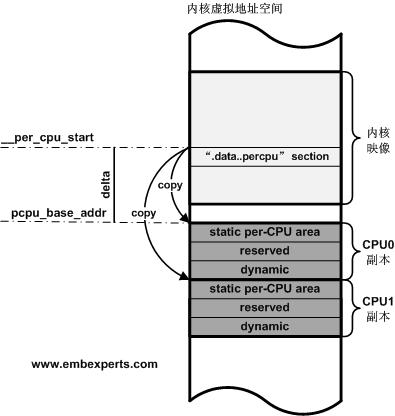 内核虚拟地址空间
__per_cpu_start
".data..percpu" section
内核
映像
copy
delta
pcpu_base_addr
copy
static per-CPU area
reserved
dynamic
CPU0
副本
static per-CPU area
reserved
dynamic
CPU1
副本
www.embexperts.com